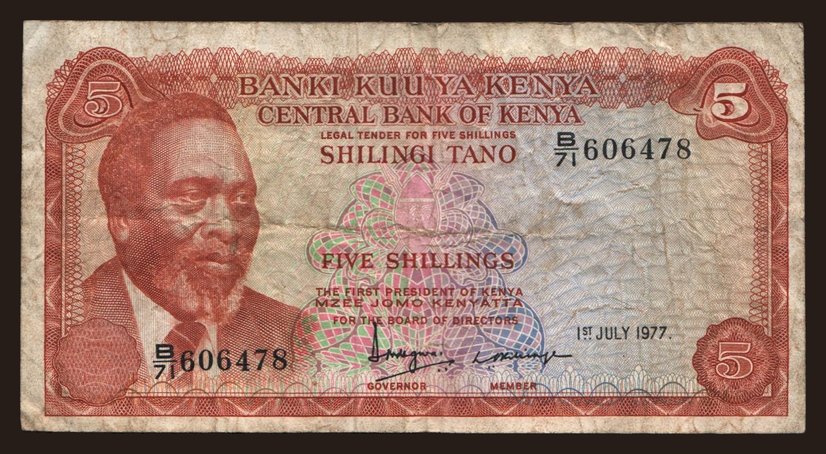 5
5
BANKI KUU YA KENYA
CENTRAL BANK OF KENYA
LEGAL TENDER FOR FIVE SHILLINGS
SHILINGI TANO
B/71 606478
FIVE SHILLINGS
THE FIRST PRESIDENT OF KENYA
MZEE JOMO KENYATTA
FOR THE BOARD OF DIRECTORS
1ST JULY 1977.
B/71 606478
GOVERNOR
MEMBER
5